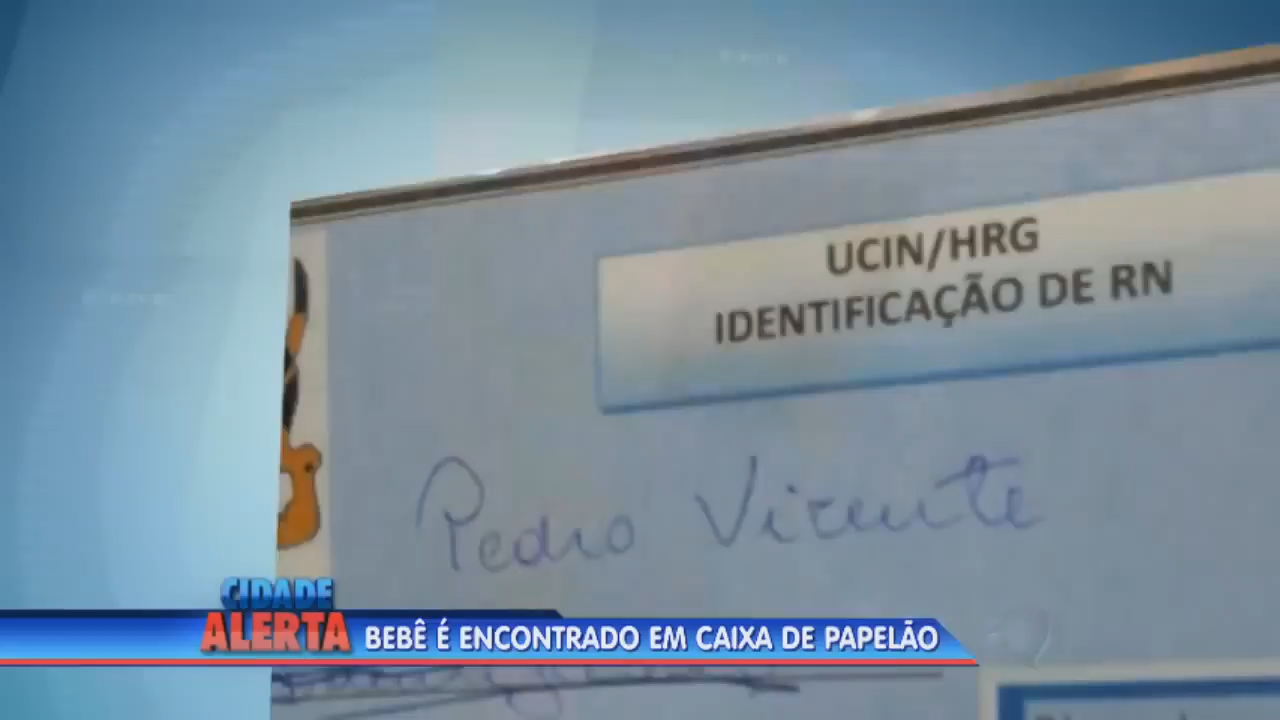 UCIN/HRG
IDENTIFICAÇÃO DE RN
Pedro Vicente
CIDADE
ALERTA
BEBÊ É ENCONTRADO EM CAIXA DE PAPELÃO